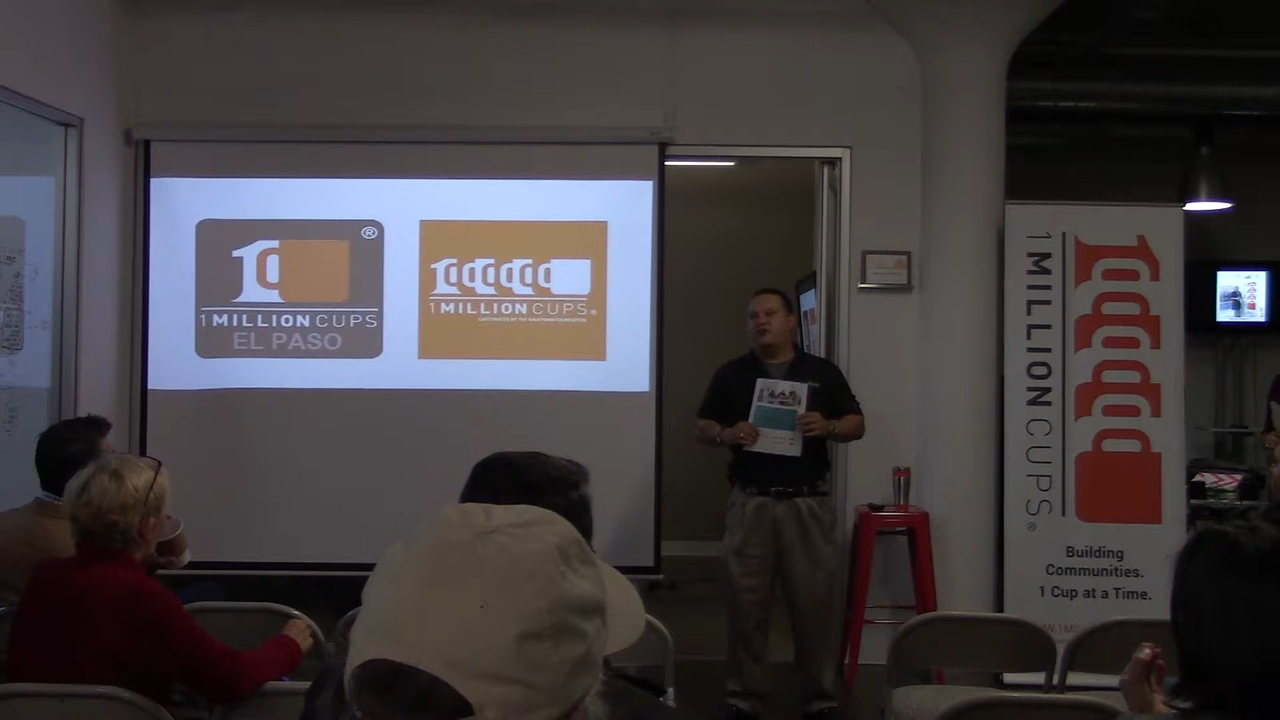 ®
1 MILLION CUPS
EL PASO
1 MILLION CUPS®
1 MILLION CUPS®
Building
Communities.
1 Cup at a Time.